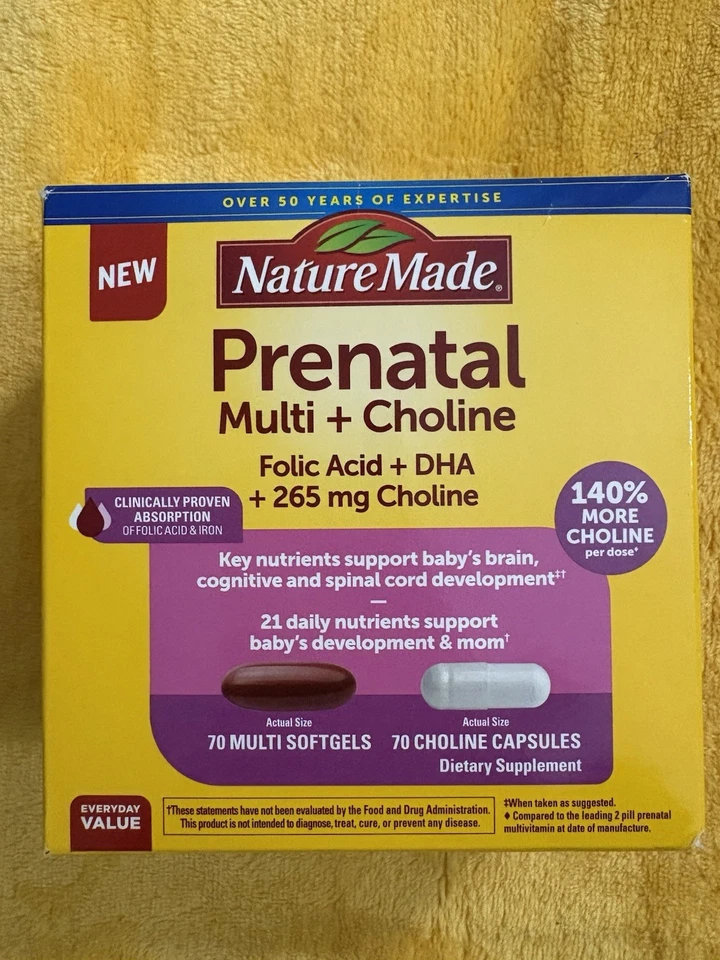 OVER 50 YEARS OF EXPERTISE
NEW
Nature Made®
Prenatal
Multi + Choline
Folic Acid + DHA
+ 265 mg Choline
CLINICALLY PROVEN
ABSORPTION
OF FOLIC ACID & IRON
140%
MORE
CHOLINE
per dose♦
Key nutrients support baby's brain,
cognitive and spinal cord development‡†
—
21 daily nutrients support
baby's development & mom†
Actual Size
70 MULTI SOFTGELS
Actual Size
70 CHOLINE CAPSULES
Dietary Supplement
EVERYDAY
VALUE
†These statements have not been evaluated by the Food and Drug Administration.
This product is not intended to diagnose, treat, cure, or prevent any disease.
‡When taken as suggested.
♦ Compared to the leading 2 pill prenatal
multivitamin at date of manufacture.